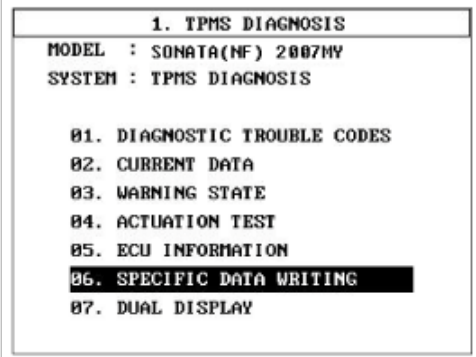 1. TPMS DIAGNOSIS
MODEL : SONATA(NF) 2007MY
SYSTEM : TPMS DIAGNOSIS
01. DIAGNOSTIC TROUBLE CODES
02. CURRENT DATA
03. WARNING STATE
04. ACTUATION TEST
05. ECU INFORMATION
06. SPECIFIC DATA WRITING
07. DUAL DISPLAY